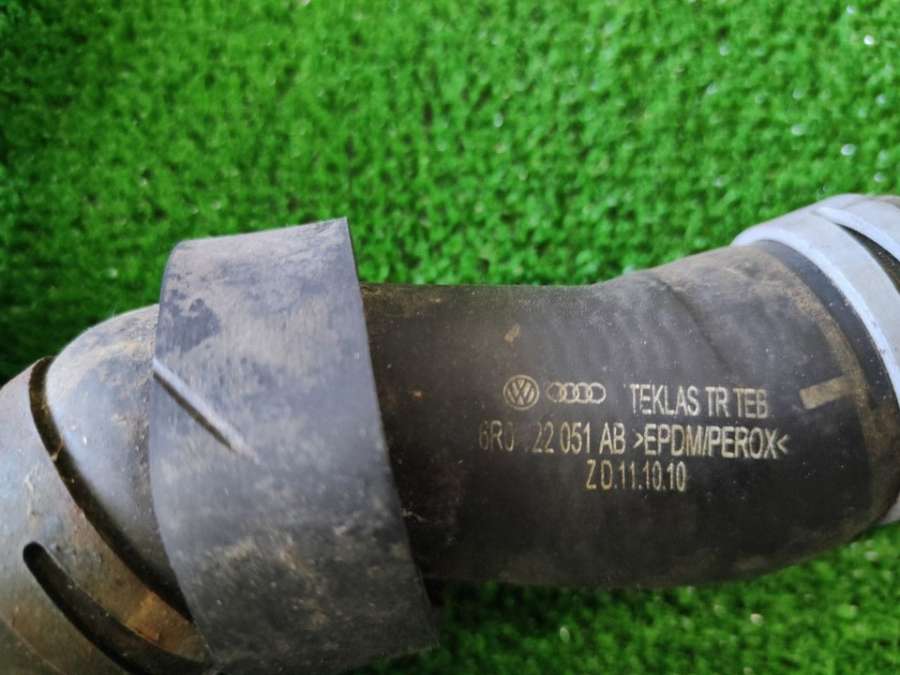 TEKLAS TR TEB
051 AB >EPDM/PEROX<
Z D.11.10.10